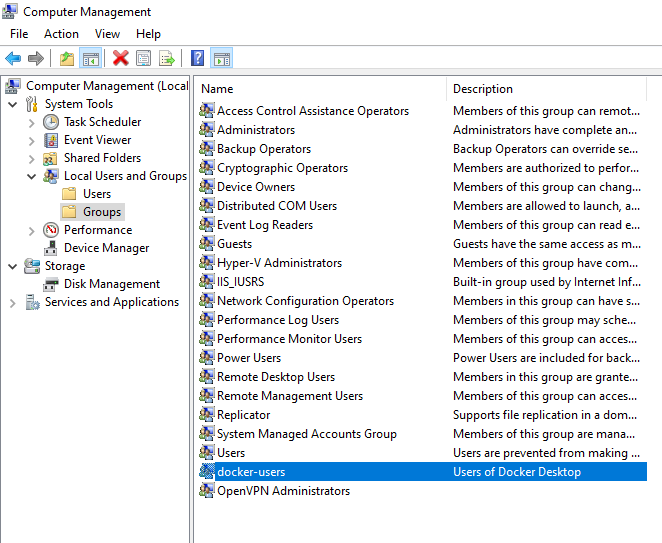 Computer Management
File Action View Help
Computer Management (Local
System Tools
Task Scheduler
Event Viewer
Shared Folders
Local Users and Groups
Users
Groups
Performance
Device Manager
Storage
Disk Management
Services and Applications
Name Description
Access Control Assistance Operators Members of this group can remot...
Administrators Administrators have complete an...
Backup Operators Backup Operators can override se...
Cryptographic Operators Members are authorized to perfor...
Device Owners Members of this group can chang...
Distributed COM Users Members are allowed to launch, a...
Event Log Readers Members of this group can read e...
Guests Guests have the same access as m...
Hyper-V Administrators Members of this group have com...
IIS_IUSRS Built-in group used by Internet Inf...
Network Configuration Operators Members in this group can have s...
Performance Log Users Members of this group may sche...
Performance Monitor Users Members of this group can acces...
Power Users Power Users are included for back...
Remote Desktop Users Members in this group are grante...
Remote Management Users Members of this group can acces...
Replicator Supports file replication in a dom...
System Managed Accounts Group Members of this group are mana...
Users Users are prevented from making ...
docker-users Users of Docker Desktop
OpenVPN Administrators